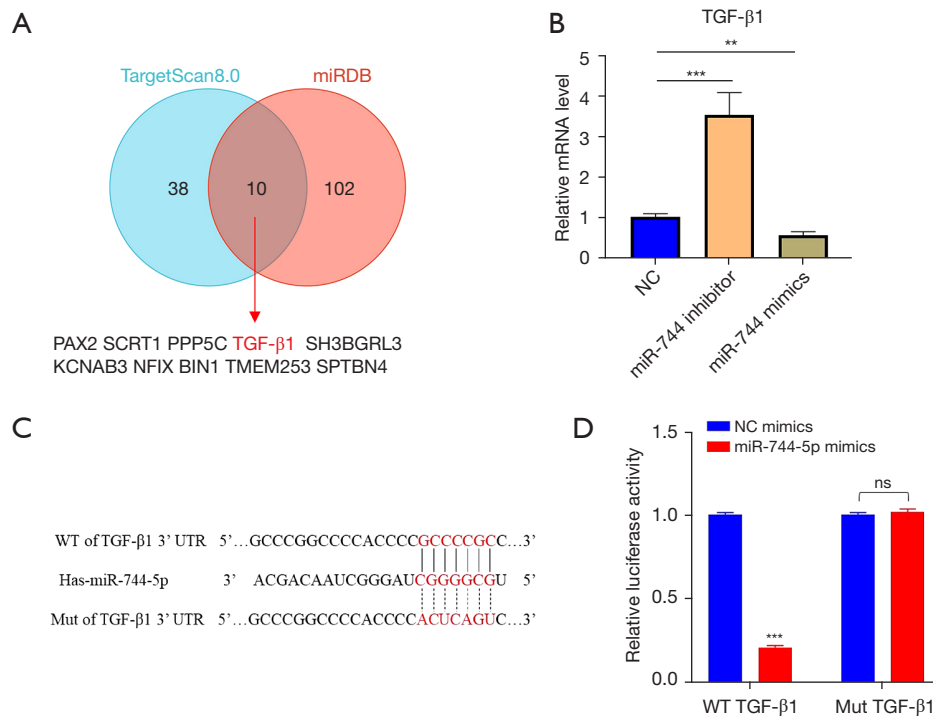 A
TargetScan8.0
miRDB
38
10
102
PAX2 SCRT1 PPP5C TGF-β1 SH3BGRL3
KCNAB3 NFIX BIN1 TMEM253 SPTBN4
B
TGF-β1
Relative mRNA level
5
4
3
2
1
0
**
***
NC
miR-744 inhibitor
miR-744 mimics
C
WT of TGF-β1 3’ UTR 5’…GCCCGGCCCCACCCCGCCCCGCC…3’
Has-miR-744-5p 3’ ACGACAAUCGGGAUCGGGGCGU 5’
Mut of TGF-β1 3’ UTR 5’…GCCCGGCCCCACCCCACUCAGUC…3’
D
NC mimics
miR-744-5p mimics
Relative luciferase activity
1.5
1.0
0.5
0.0
***
ns
WT TGF-β1
Mut TGF-β1